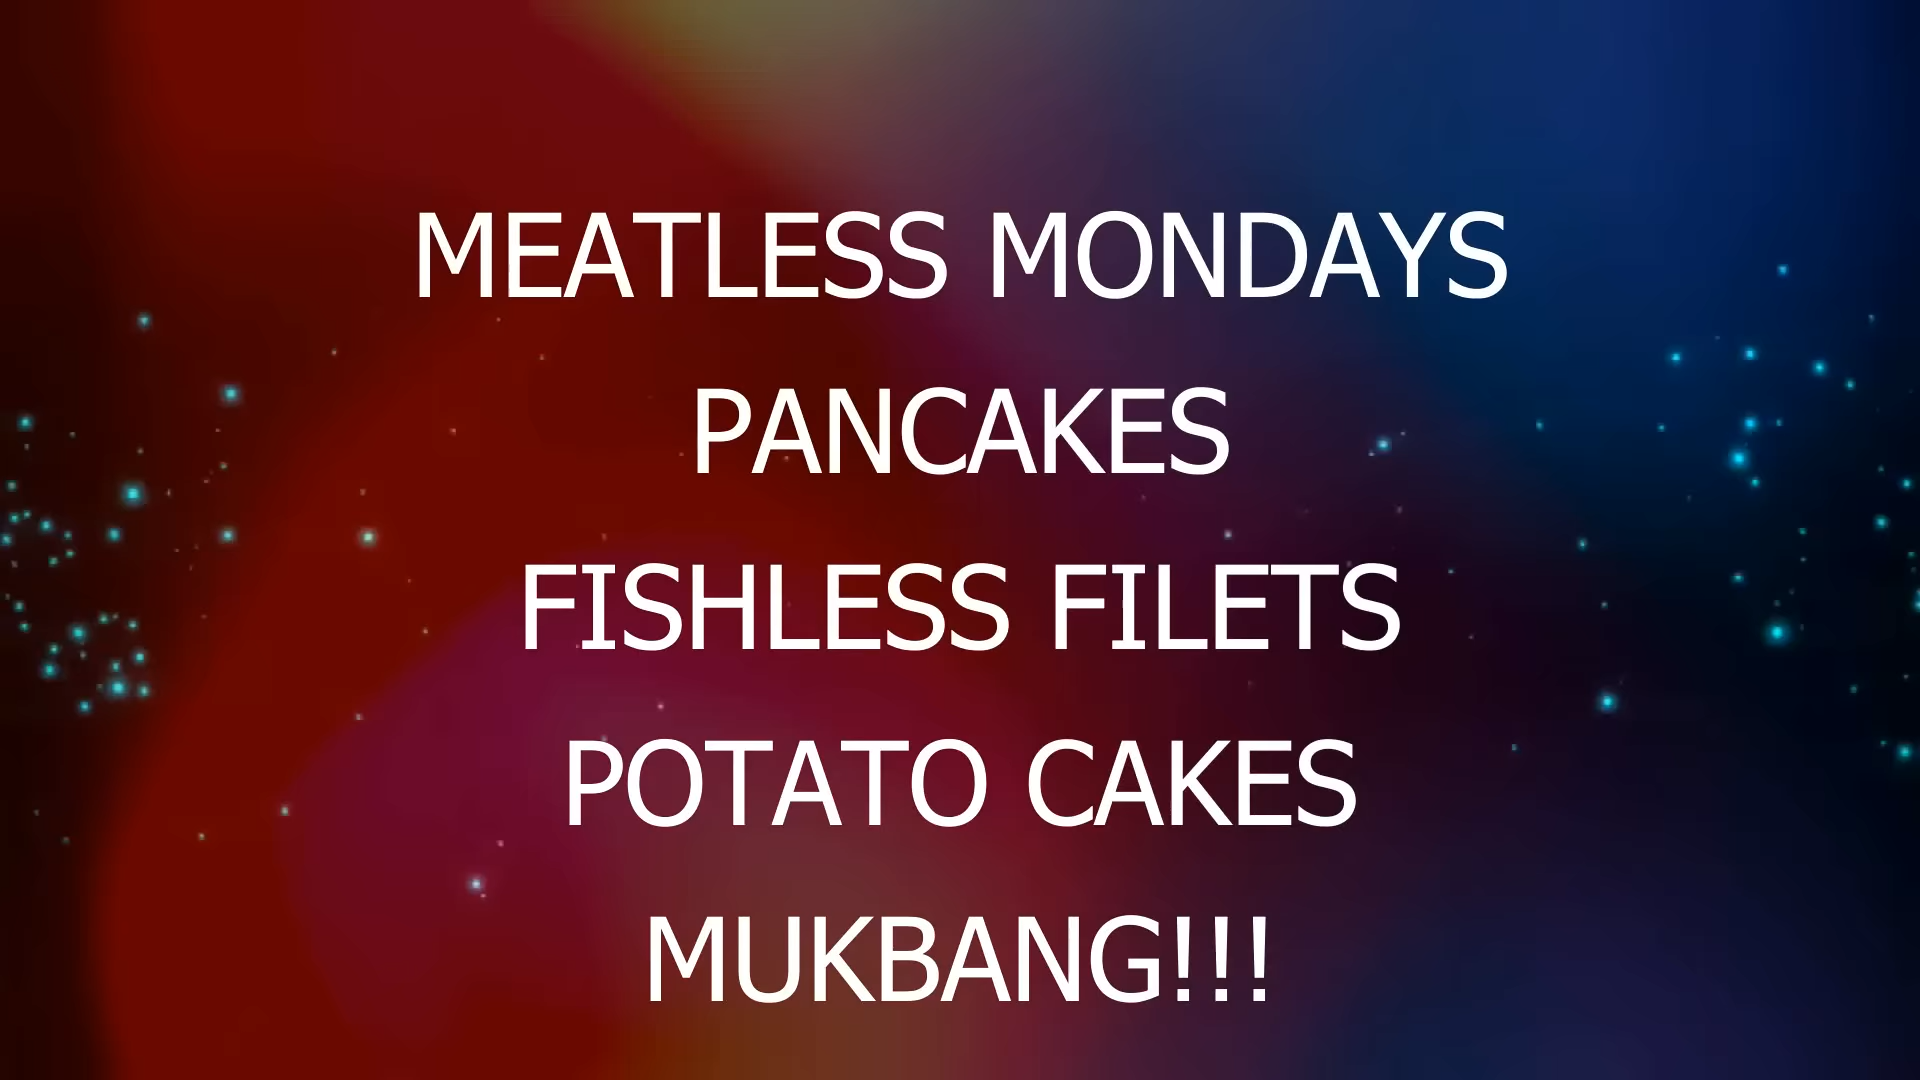 MEATLESS MONDAYS
PANCAKES
FISHLESS FILETS
POTATO CAKES
MUKBANG!!!